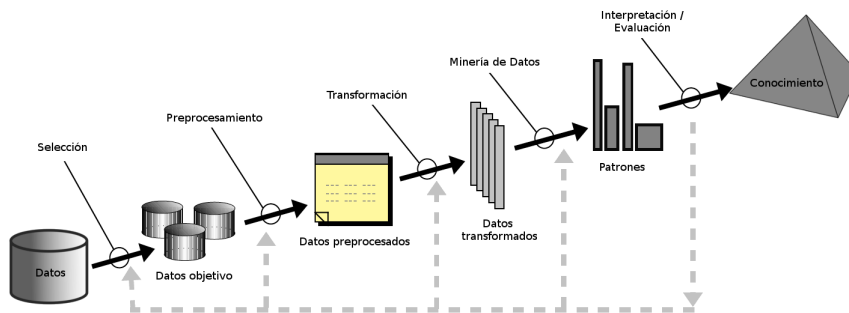 Interpretación /
Evaluación
Minería de Datos
Conocimiento
Transformación
Preprocesamiento
Selección
Patrones
Datos
transformados
Datos preprocesados
Datos objetivo
Datos